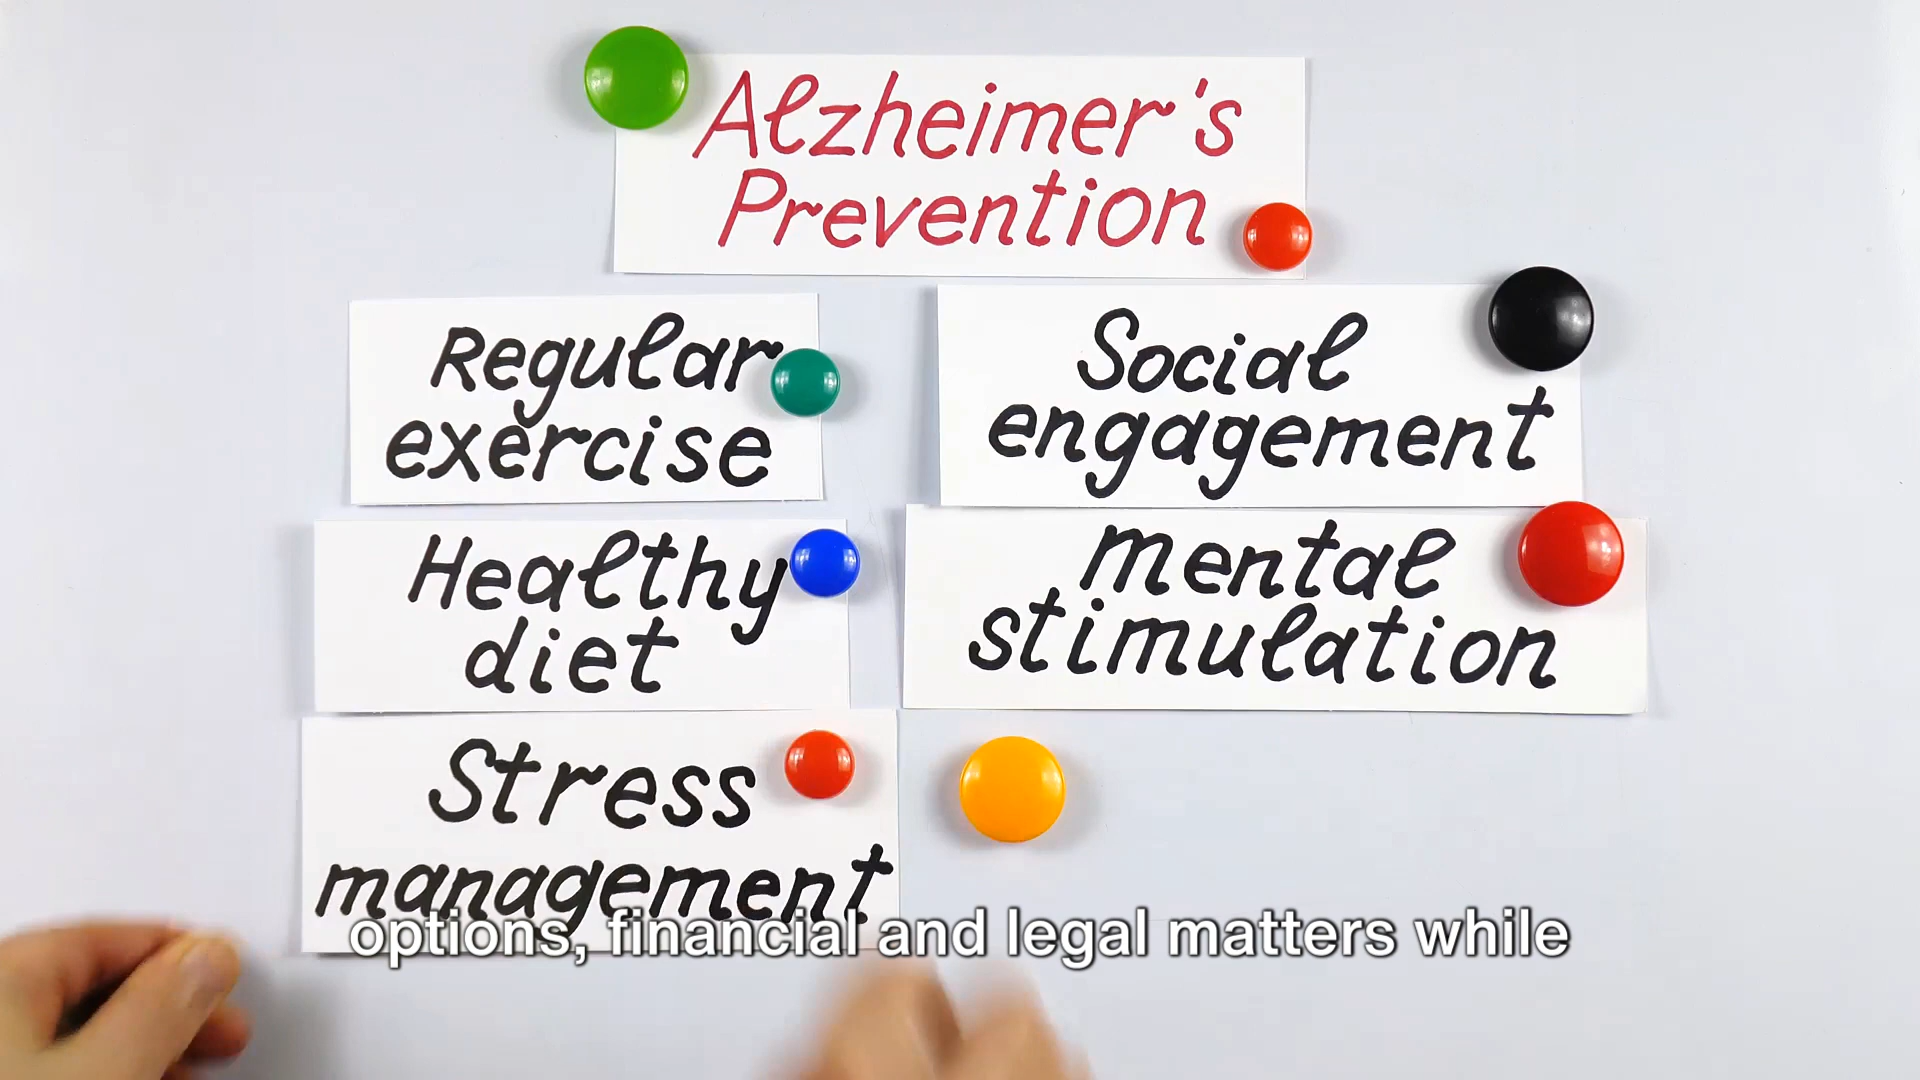 Alzheimer's
Prevention
Regular
exercise
Social
engagement
Healthy
diet
mental
stimulation
Stress
management
options, financial and legal matters while